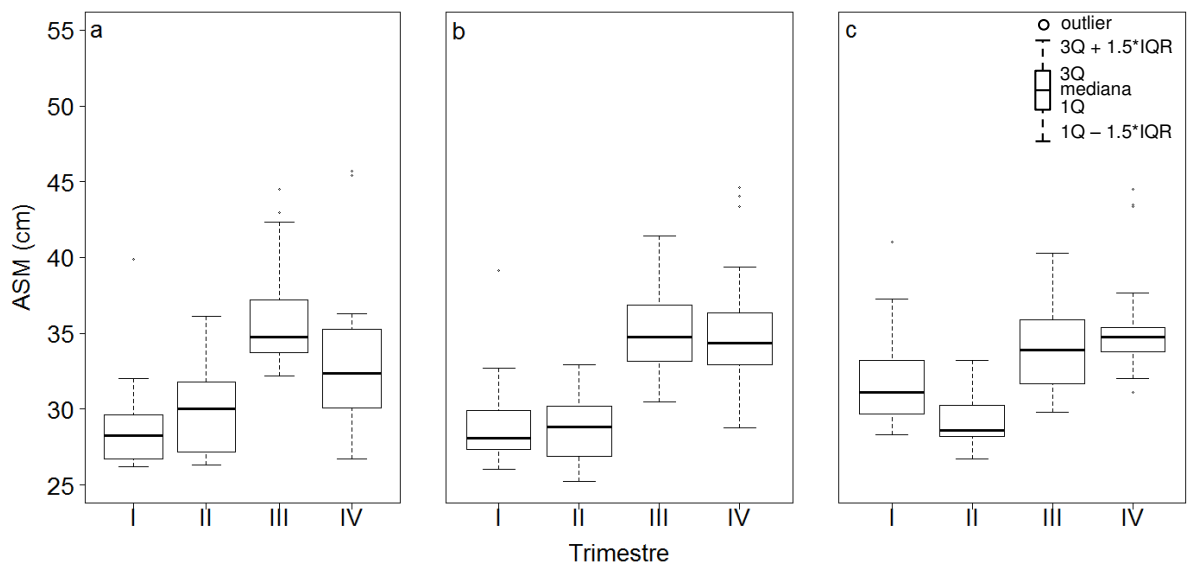 a
b
c
outlier
3Q + 1.5*IQR
3Q
mediana
1Q
1Q − 1.5*IQR
55
50
45
40
35
30
25
ASM (cm)
I II III IV
I II III IV
I II III IV
Trimestre